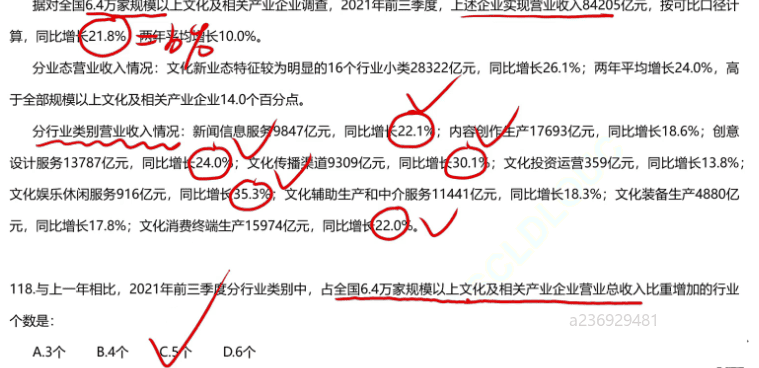 据对全国6.4万家规模以上文化及相关产业企业调查，2021年前三季度，上述企业实现营业收入84205亿元，按可比口径计
算，同比增长21.8%，两年平均增长10.0%。
分业态营业收入情况：文化新业态特征较为明显的16个行业小类28322亿元，同比增长26.1%；两年平均增长24.0%，高
于全部规模以上文化及相关产业企业14.0个百分点。
分行业类别营业收入情况：新闻信息服务9847亿元，同比增长22.1%；内容创作生产17693亿元，同比增长18.6%；创意
设计服务13787亿元，同比增长24.0%；文化传播渠道9309亿元，同比增长30.1%；文化投资运营359亿元，同比增长13.8%；
文化娱乐休闲服务916亿元，同比增长35.3%；文化辅助生产和中介服务11441亿元，同比增长18.3%；文化装备生产4880亿
元，同比增长17.8%；文化消费终端生产15974亿元，同比增长22.0%。
118.与上一年相比，2021年前三季度分行业类别中，占全国6.4万家规模以上文化及相关产业企业营业总收入比重增加的行业
个数是：
a236929481
A.3个 B.4个 C.5个 D.6个